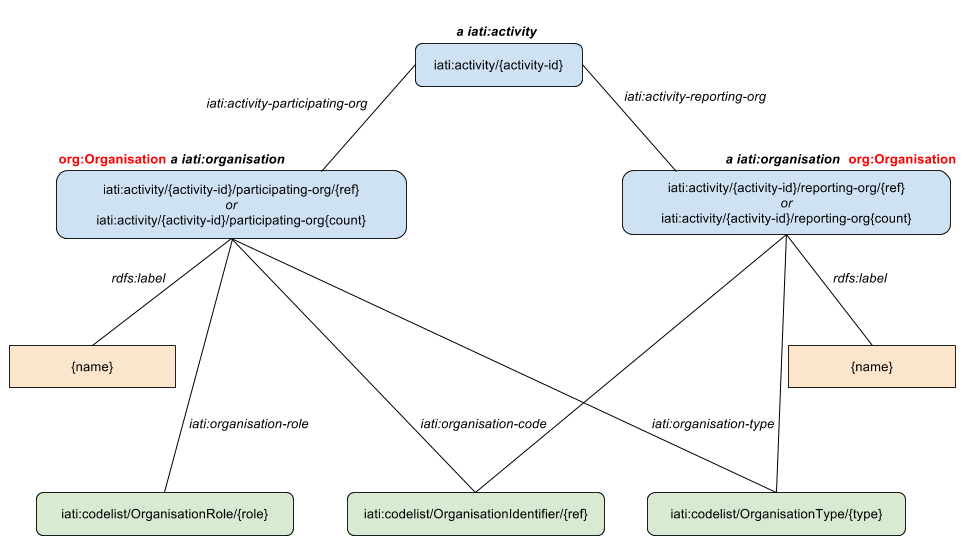 a iati:activity
iati:activity/{activity-id}
iati:activity-participating-org
iati:activity-reporting-org
org:Organisation a iati:organisation
a iati:organisation org:Organisation
iati:activity/{activity-id}/participating-org/{ref}
or
iati:activity/{activity-id}/participating-org{count}
iati:activity/{activity-id}/reporting-org/{ref}
or
iati:activity/{activity-id}/reporting-org{count}
rdfs:label
rdfs:label
{name}
{name}
iati:organisation-role
iati:organisation-code
iati:organisation-type
iati:codelist/OrganisationRole/{role}
iati:codelist/OrganisationIdentifier/{ref}
iati:codelist/OrganisationType/{type}